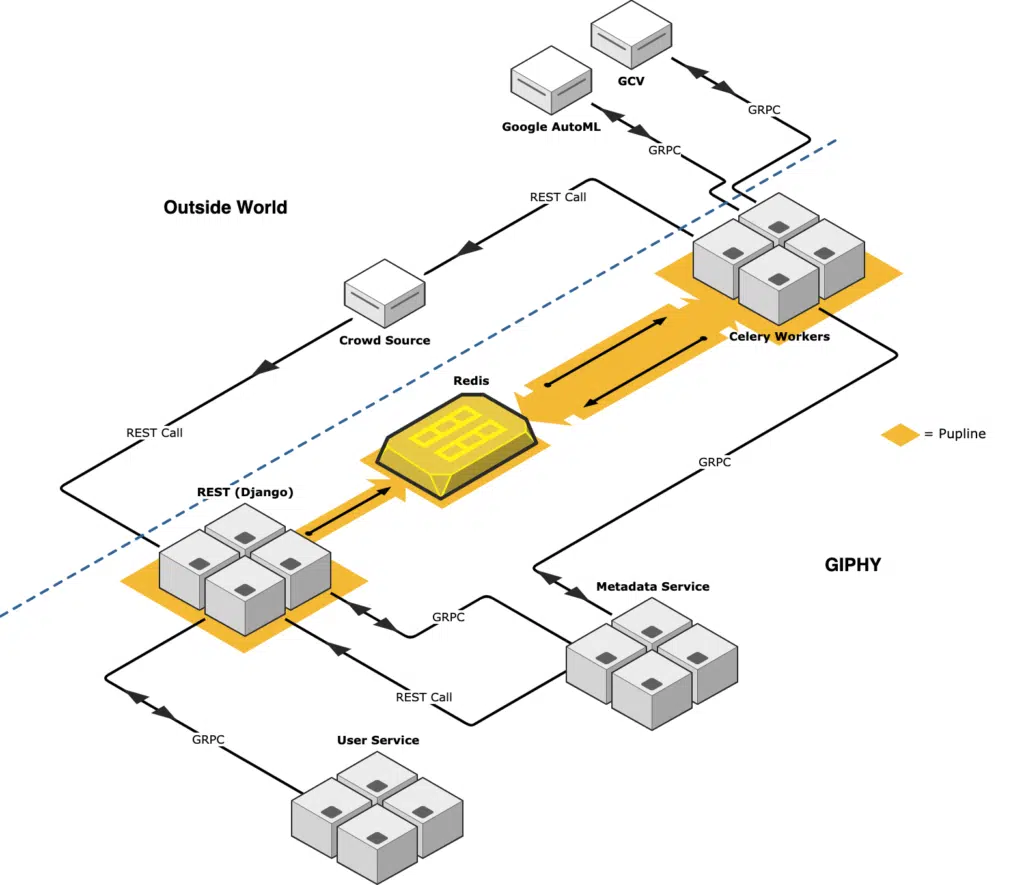 GCV
Google AutoML
GRPC
GRPC
Outside World
REST Call
Crowd Source
Celery Workers
Redis
REST Call
= Pupline
GRPC
REST (Django)
GIPHY
Metadata Service
GRPC
REST Call
GRPC
User Service